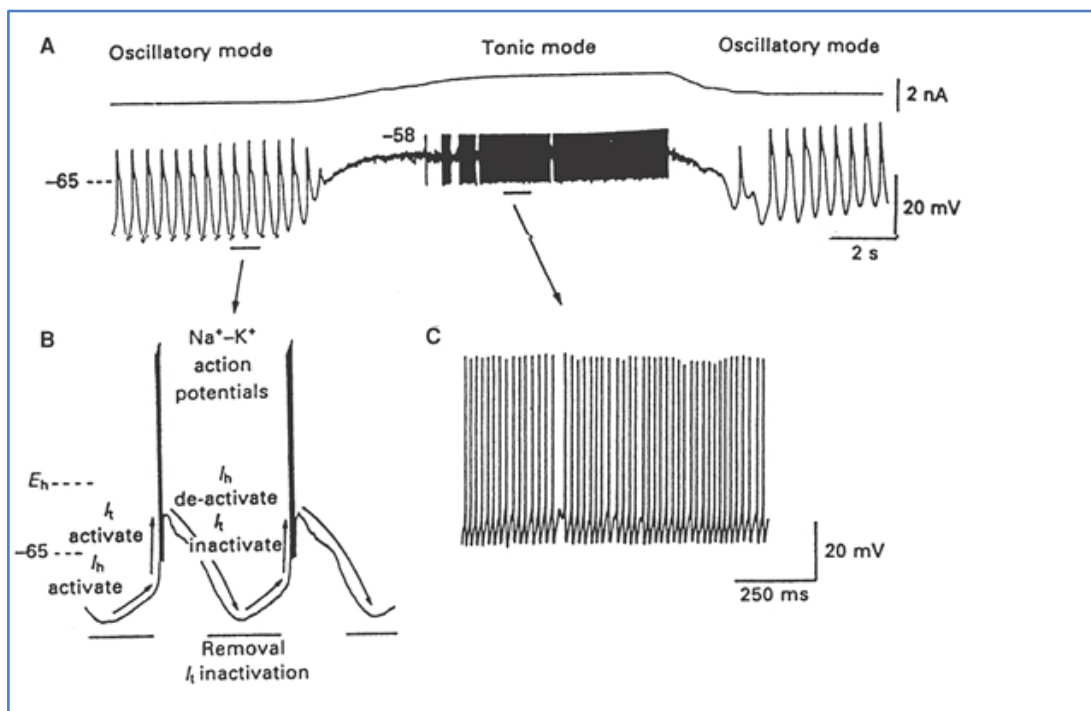 A
Oscillatory mode
Tonic mode
Oscillatory mode
2 nA
-58
-65
20 mV
2 s
B
Na⁺–K⁺
action
potentials
C
Eh
Ih
de-activate
It
activate
It
inactivate
-65
Ih
activate
20 mV
250 ms
Removal
It inactivation